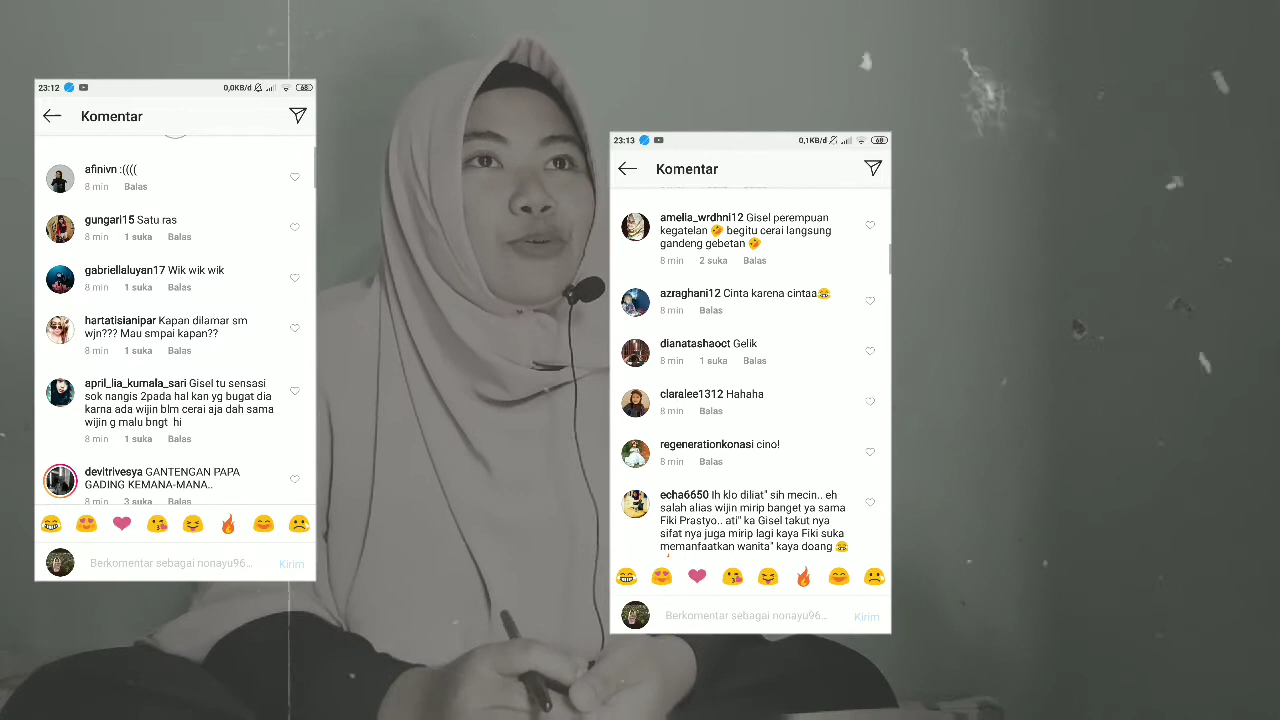 23:12
0,0KB/d
68
Komentar
afinivn :((((
8 min Balas
gungari15 Satu ras
8 min 1 suka Balas
gabriellaluyan17 Wik wik wik
8 min 1 suka Balas
hartatisianipar Kapan dilamar sm
wjn??? Mau smpai kapan??
8 min 1 suka Balas
april_lia_kumala_sari Gisel tu sensasi
sok nangis 2pada hal kan yg bugat dia
karna ada wijin blm cerai aja dah sama
wijin g malu bngt hi
8 min 1 suka Balas
devitrivesya GANTENGAN PAPA
GADING KEMANA-MANA..
8 min 3 suka Balas
Berkomentar sebagai nonayu96...
Kirim
23:13
0,1KB/d
68
Komentar
amelia_wrdhni12 Gisel perempuan
kegatelan 🤣 begitu cerai langsung
gandeng gebetan 🤣
8 min 2 suka Balas
azraghani12 Cinta karena cintaa😂
8 min Balas
dianatashaoct Gelik
8 min 1 suka Balas
claralee1312 Hahaha
8 min Balas
regenerationkonasi cino!
8 min Balas
echa6650 Ih klo diliat" sih mecin.. eh
salah alias wijin mirip banget ya sama
Fiki Prastyo.. ati" ka Gisel takut nya
sifat nya juga mirip lagi kaya Fiki suka
memanfaatkan wanita" kaya doang 😂
Berkomentar sebagai nonayu96...
Kirim